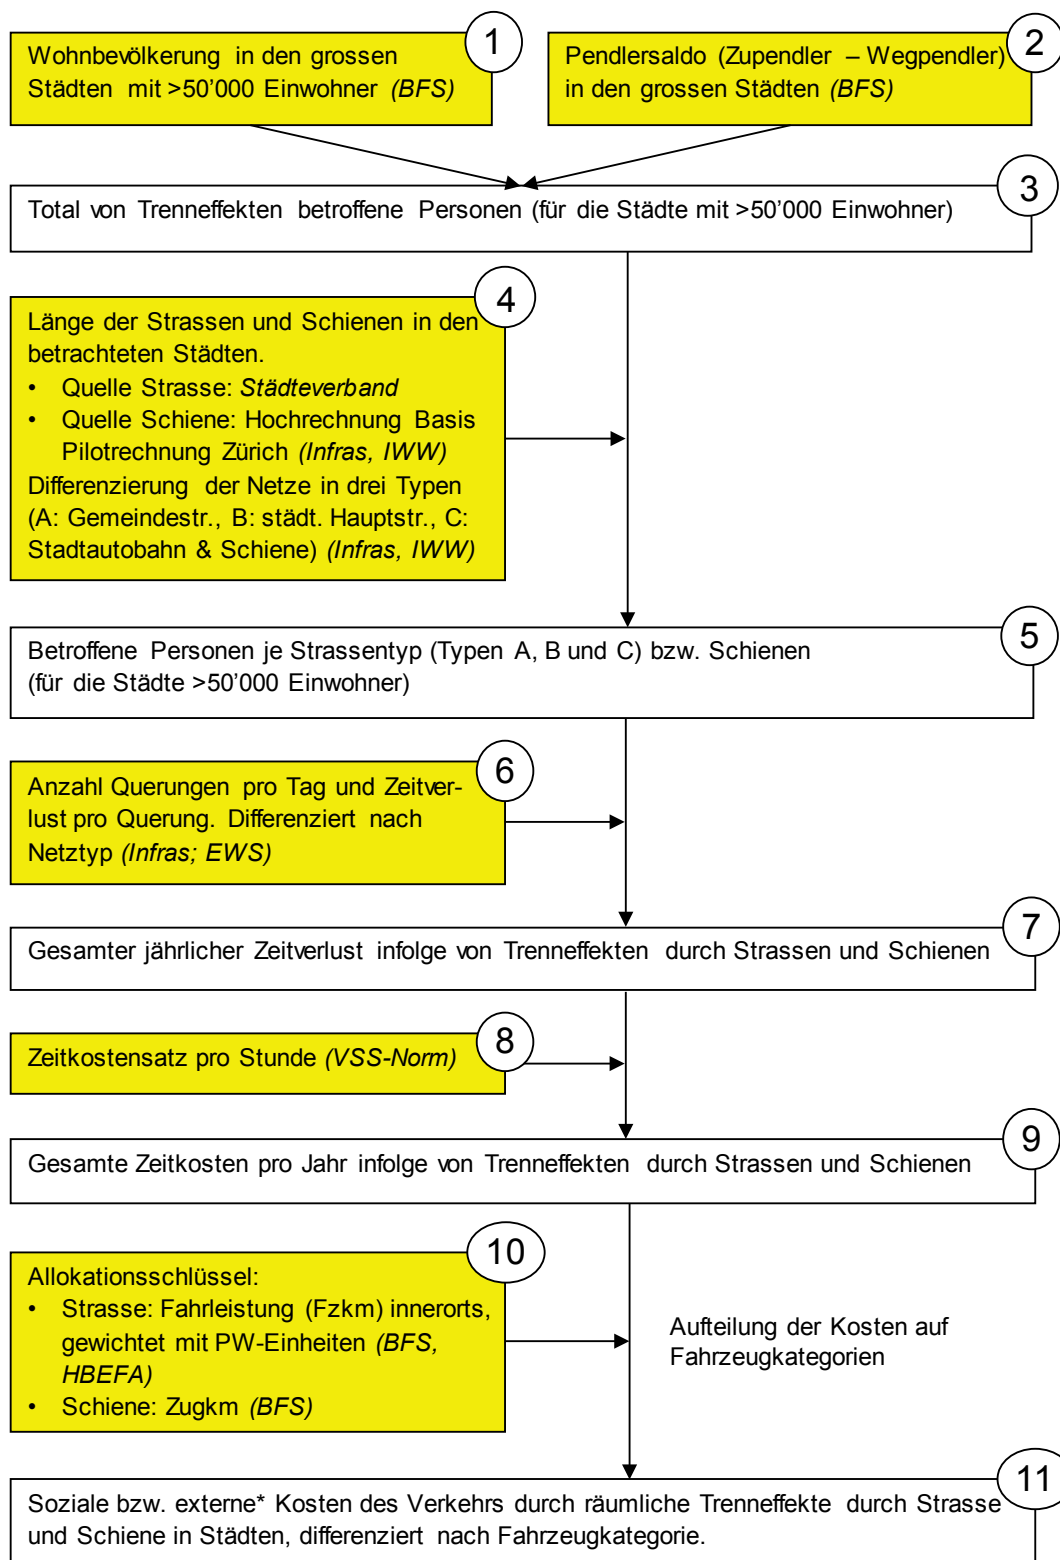 1
Wohnbevölkerung in den grossen
Städten mit >50’000 Einwohner (BFS)
2
Pendlersaldo (Zupendler – Wegpendler)
in den grossen Städten (BFS)
3
Total von Trenneffekten betroffene Personen (für die Städte mit >50’000 Einwohner)
4
Länge der Strassen und Schienen in den
betrachteten Städten.
• Quelle Strasse: Städteverband
• Quelle Schiene: Hochrechnung Basis
Pilotrechnung Zürich (Infras, IWW)
Differenzierung der Netze in drei Typen
(A: Gemeindestr., B: städt. Hauptstr., C:
Stadtautobahn & Schiene) (Infras, IWW)
5
Betroffene Personen je Strassentyp (Typen A, B und C) bzw. Schienen
(für die Städte >50’000 Einwohner)
6
Anzahl Querungen pro Tag und Zeitver-
lust pro Querung. Differenziert nach
Netztyp (Infras; EWS)
7
Gesamter jährlicher Zeitverlust infolge von Trenneffekten durch Strassen und Schienen
8
Zeitkostensatz pro Stunde (VSS-Norm)
9
Gesamte Zeitkosten pro Jahr infolge von Trenneffekten durch Strassen und Schienen
10
Allokationsschlüssel:
• Strasse: Fahrleistung (Fzkm) innerorts,
gewichtet mit PW-Einheiten (BFS,
HBEFA)
• Schiene: Zugkm (BFS)
Aufteilung der Kosten auf
Fahrzeugkategorien
11
Soziale bzw. externe* Kosten des Verkehrs durch räumliche Trenneffekte durch Strasse
und Schiene in Städten, differenziert nach Fahrzeugkategorie.